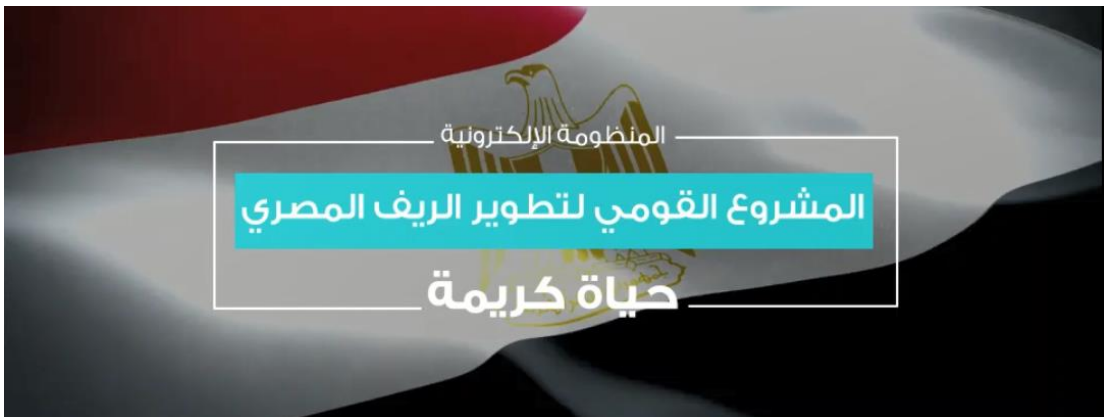 المنظومة الإلكترونية
المشروع القومي لتطوير الريف المصري
حياة كريمة